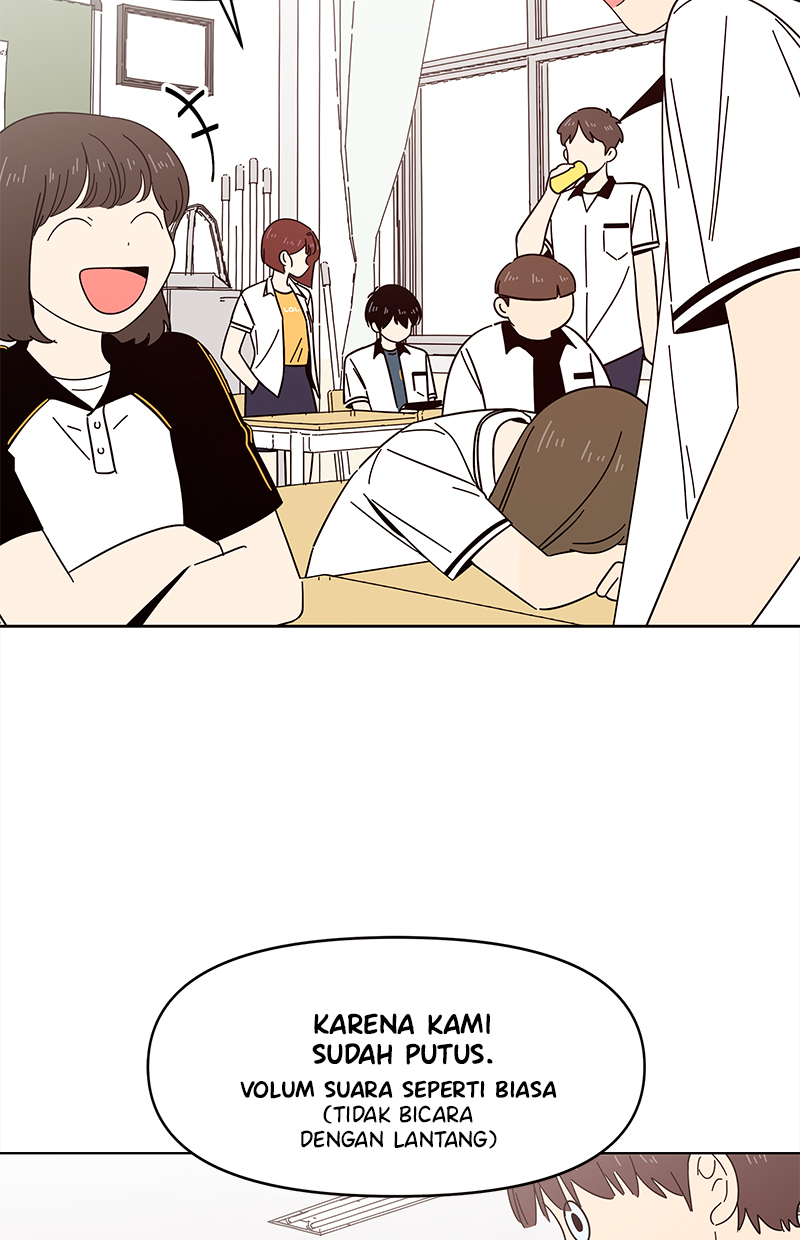 KARENA KAMI
SUDAH PUTUS.
VOLUM SUARA SEPERTI BIASA
(TIDAK BICARA
DENGAN LANTANG)